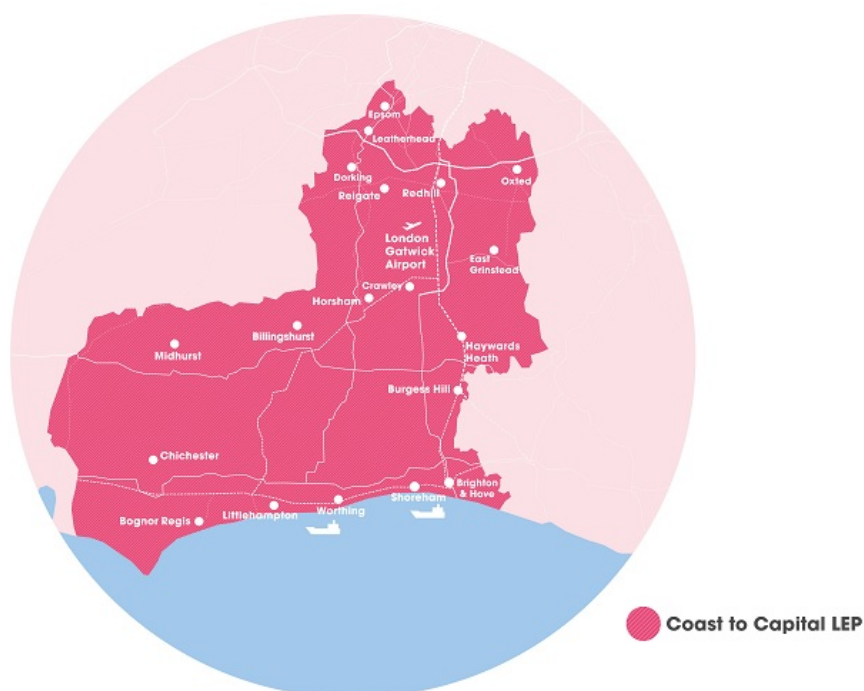 Epsom
Leatherhead
Dorking
Reigate
Redhill
Oxted
London
Gatwick
Airport
East
Grinstead
Crawley
Horsham
Billingshurst
Midhurst
Haywards
Heath
Burgess Hill
Chichester
Brighton
& Hove
Shoreham
Worthing
Littlehampton
Bognor Regis
Coast to Capital LEP